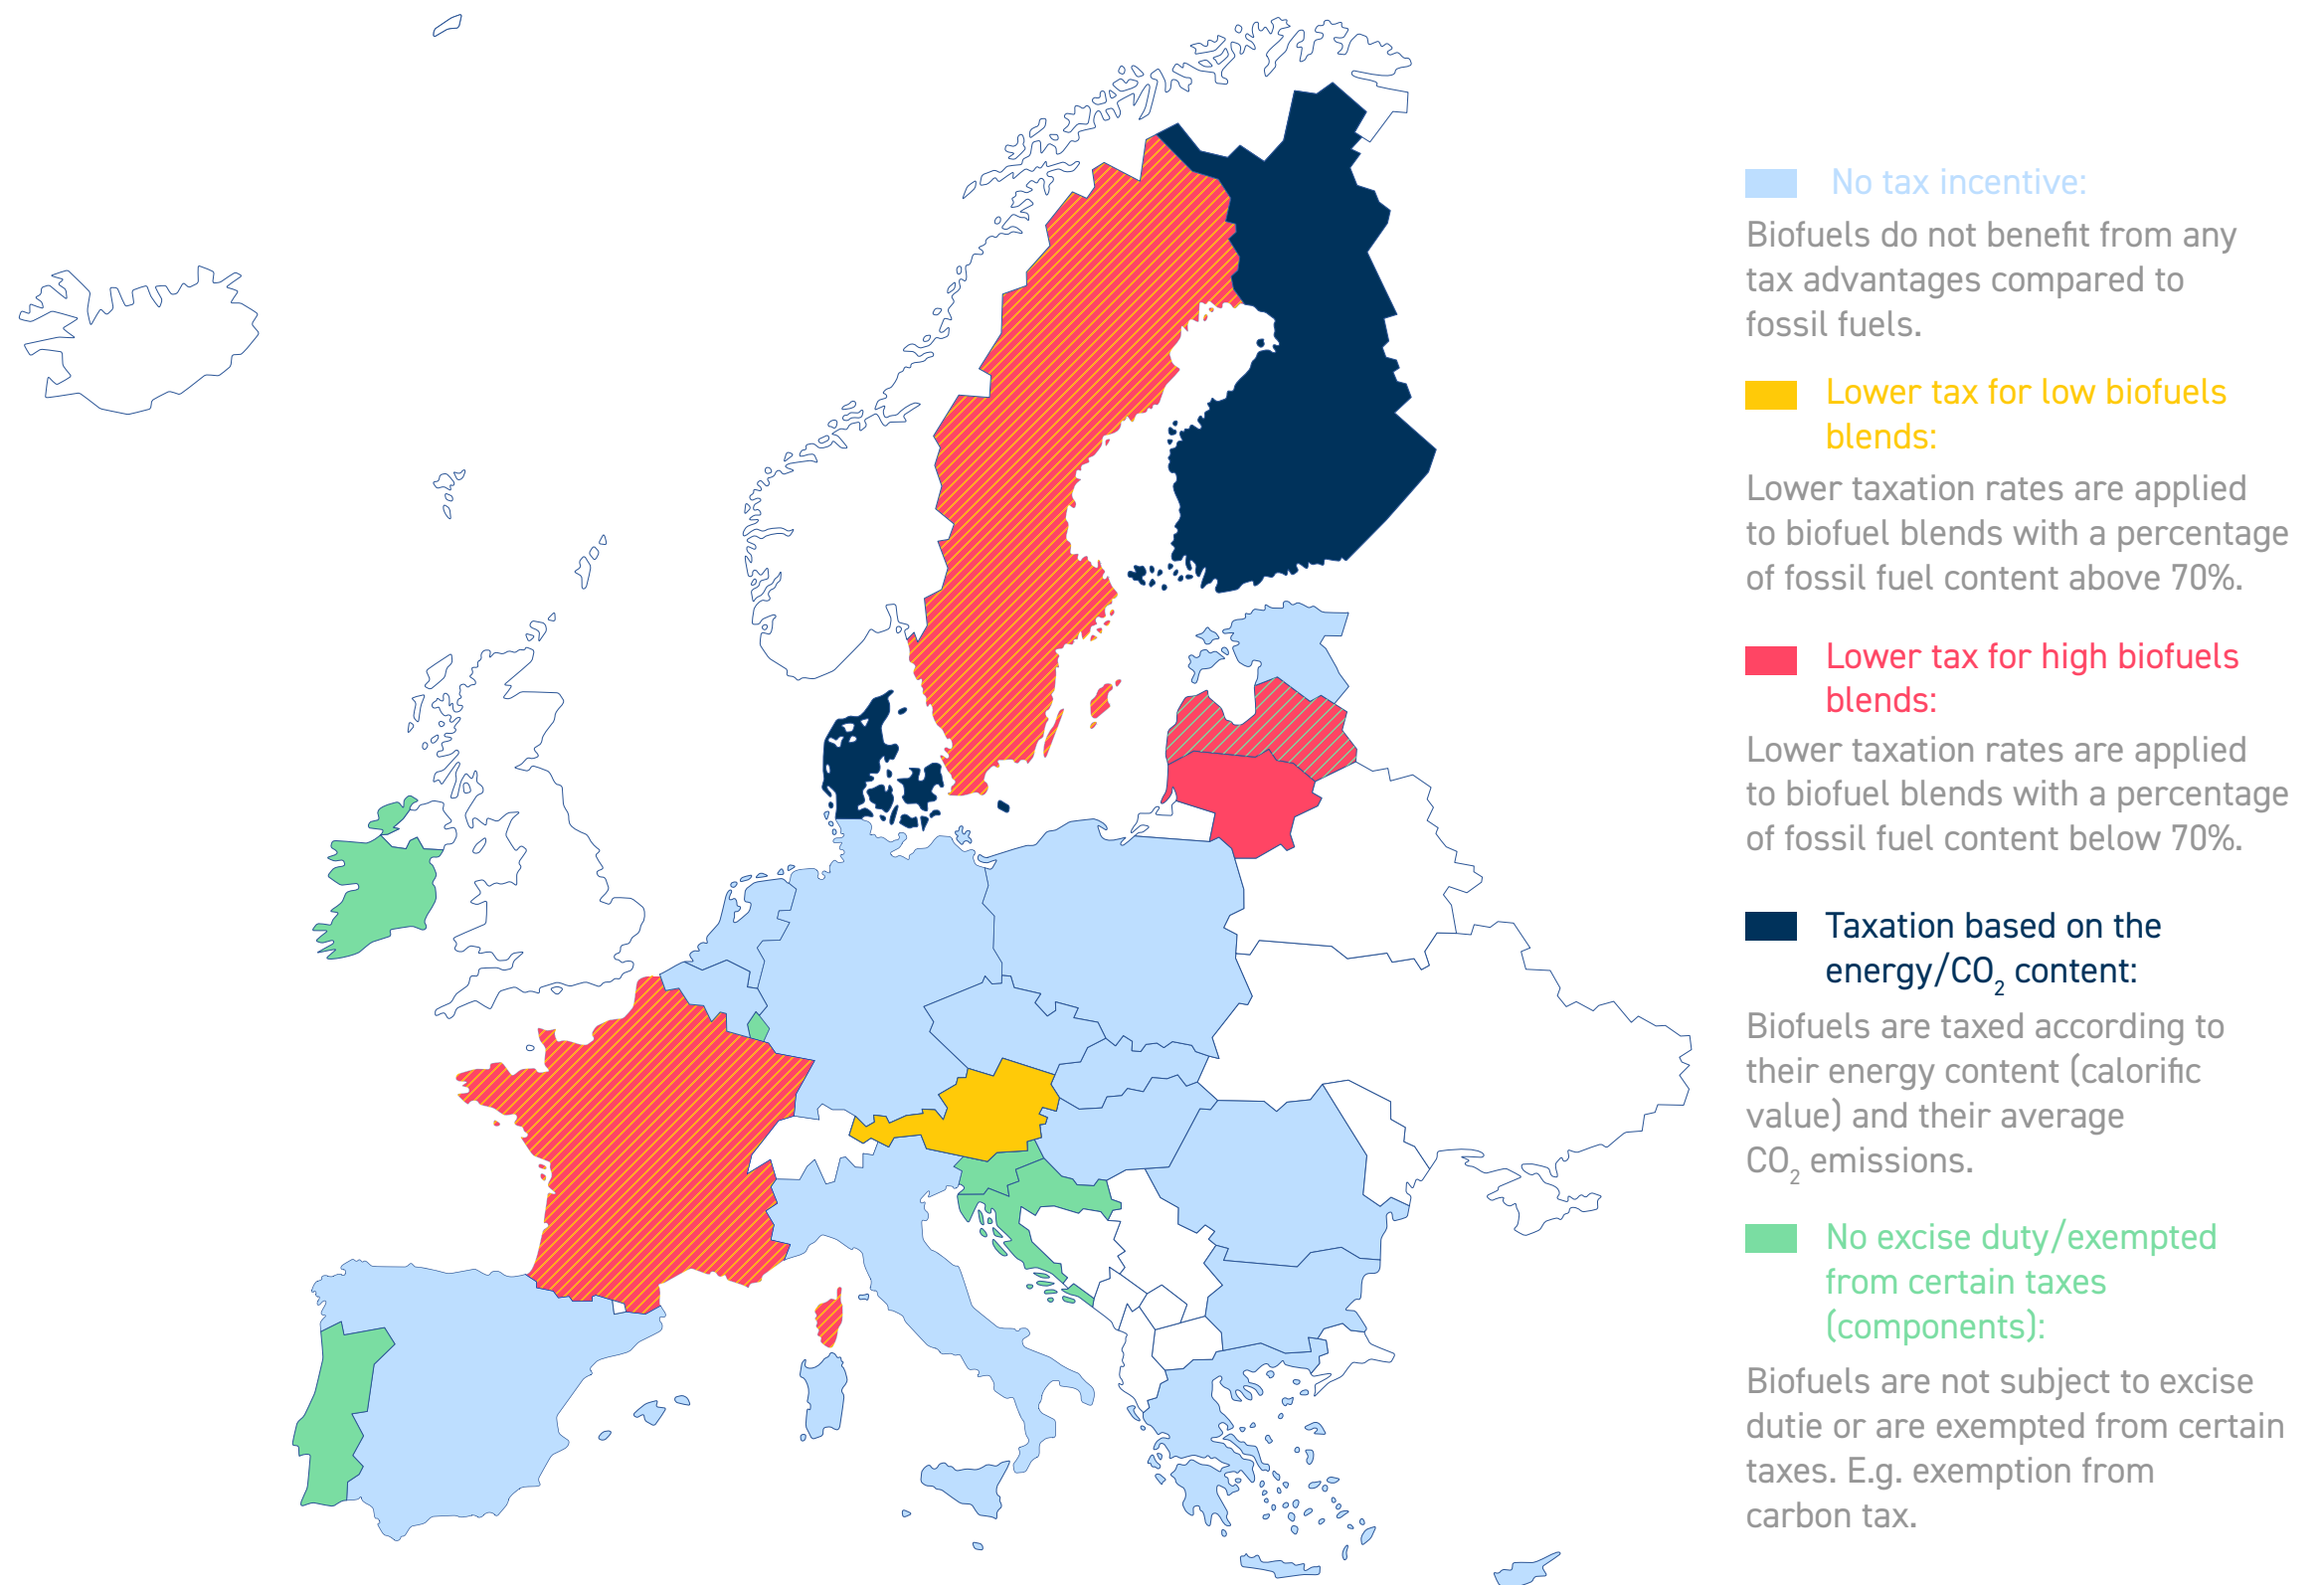 No tax incentive:
Biofuels do not benefit from any
tax advantages compared to
fossil fuels.
Lower tax for low biofuels
blends:
Lower taxation rates are applied
to biofuel blends with a percentage
of fossil fuel content above 70%.
Lower tax for high biofuels
blends:
Lower taxation rates are applied
to biofuel blends with a percentage
of fossil fuel content below 70%.
Taxation based on the
energy/CO₂ content:
Biofuels are taxed according to
their energy content (calorific
value) and their average
CO₂ emissions.
No excise duty/exempted
from certain taxes
(components):
Biofuels are not subject to excise
dutie or are exempted from certain
taxes. E.g. exemption from
carbon tax.